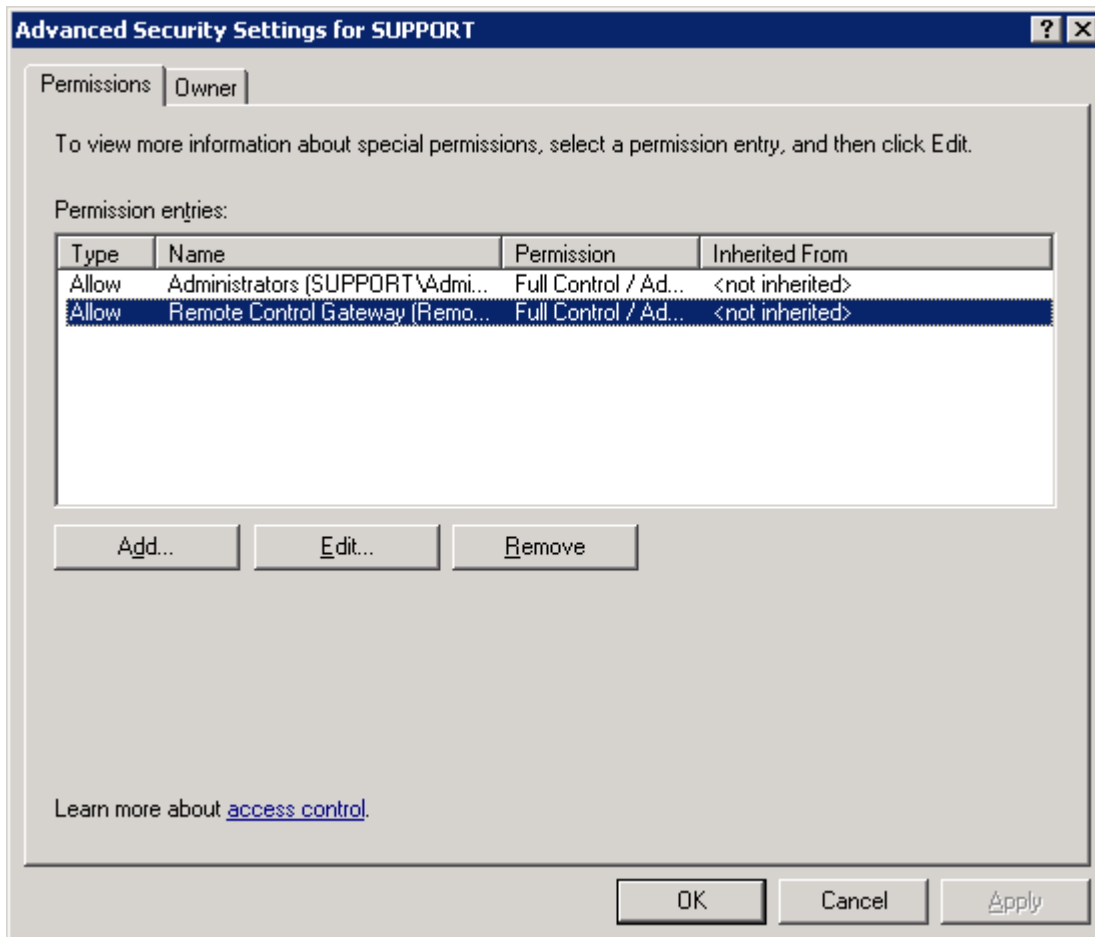 Advanced Security Settings for SUPPORT ? X
Permissions Owner
To view more information about special permissions, select a permission entry, and then click Edit.
Permission entries:
Type Name Permission Inherited From
Allow Administrators (SUPPORT\Admi... Full Control / Ad... <not inherited>
Allow Remote Control Gateway (Remo... Full Control / Ad... <not inherited>
Add... Edit... Remove
Learn more about access control.
OK Cancel Apply